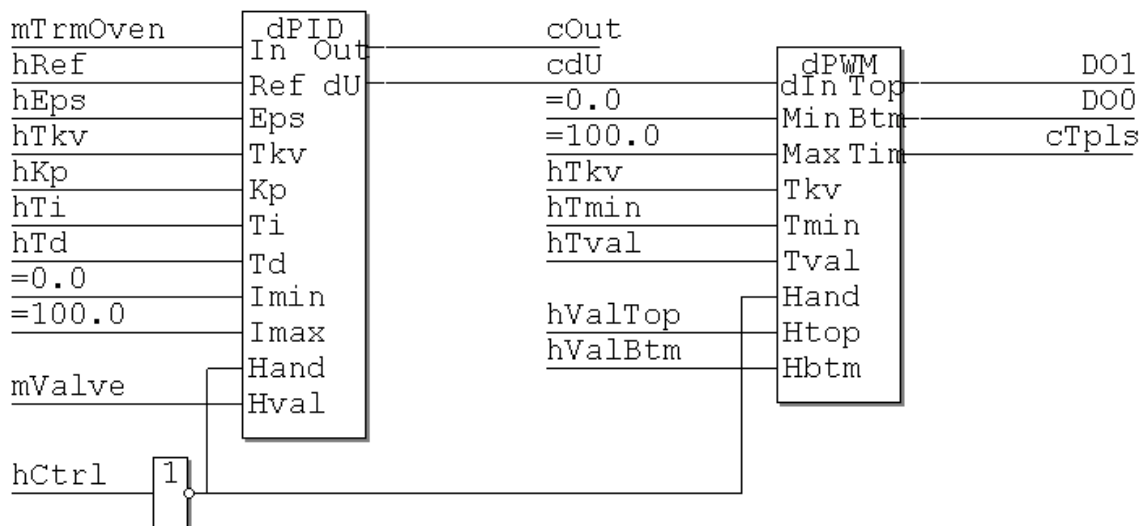 mTrmOven
hRef
hEps
hTkv
hKp
hTi
hTd
=0.0
=100.0
mValve
hCtrl
1
dPID
In Out
Ref dU
Eps
Tkv
Kp
Ti
Td
Imin
Imax
Hand
Hval
cOut
cdU
=0.0
=100.0
hTkv
hTmin
hTval
hValTop
hValBtm
dPWM
dIn Top
Min Btm
Max Tim
Tkv
Tmin
Tval
Hand
Htop
Hbtm
DO1
DO0
cTpls